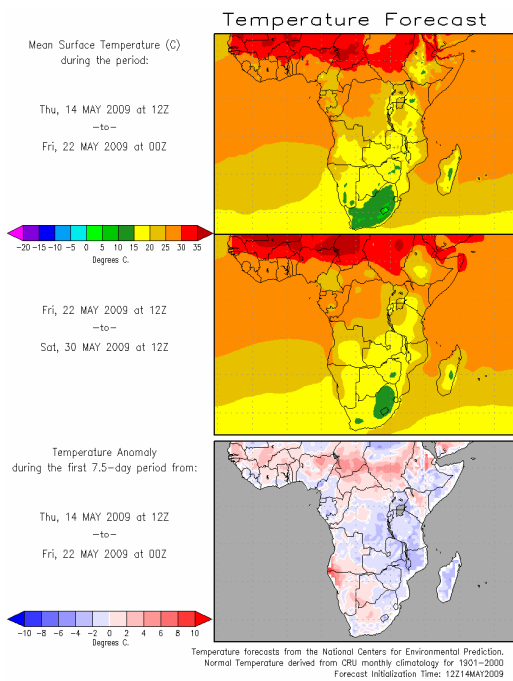 Temperature Forecast
Mean Surface Temperature (C)
during the period:
Thu, 14 MAY 2009 at 12Z
-to-
Fri, 22 MAY 2009 at 00Z
-20 -15 -10 -5 0 5 10 15 20 25 30 35
Degrees C.
Fri, 22 MAY 2009 at 12Z
-to-
Sat, 30 MAY 2009 at 12Z
Temperature Anomaly
during the first 7.5-day period from:
Thu, 14 MAY 2009 at 12Z
-to-
Fri, 22 MAY 2009 at 00Z
-10 -8 -6 -4 -2 0 2 4 6 8 10
Degrees C.
Temperature forecasts from the National Centers for Environmental Prediction.
Normal Temperature derived from CRU monthly climatology for 1901-2000
Forecast Initialization Time: 12Z14MAY2009